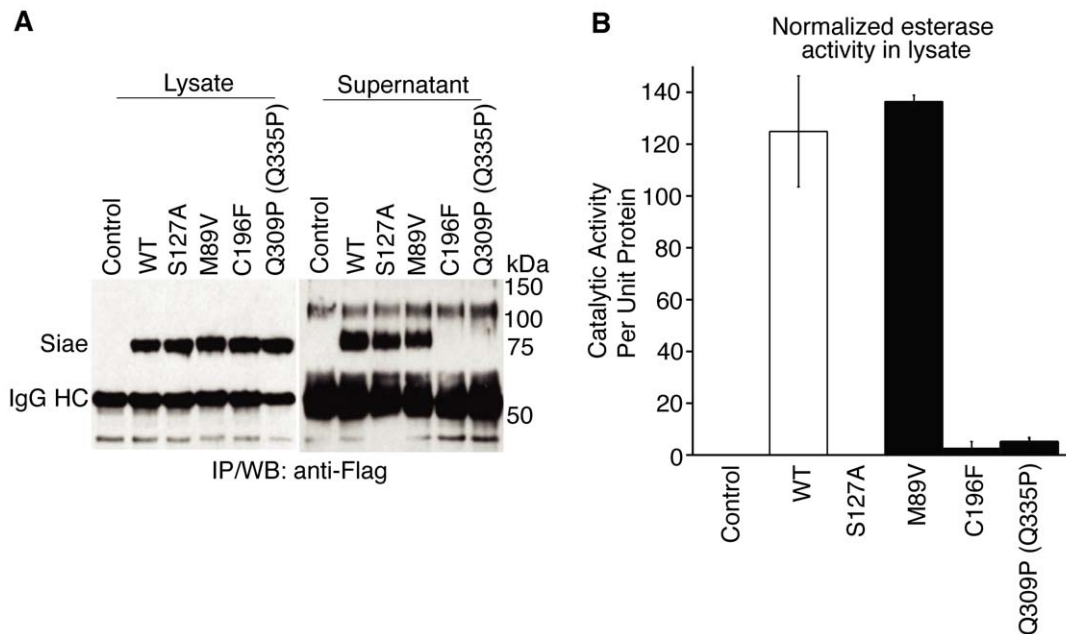 A
Lysate
Supernatant
Control
WT
S127A
M89V
C196F
Q309P (Q335P)
Control
WT
S127A
M89V
C196F
Q309P (Q335P)
kDa
150
100
75
50
Siae
IgG HC
IP/WB: anti-Flag
B
Normalized esterase
activity in lysate
Catalytic Activity
Per Unit Protein
140
120
100
80
60
40
20
0
Control
WT
S127A
M89V
C196F
Q309P (Q335P)